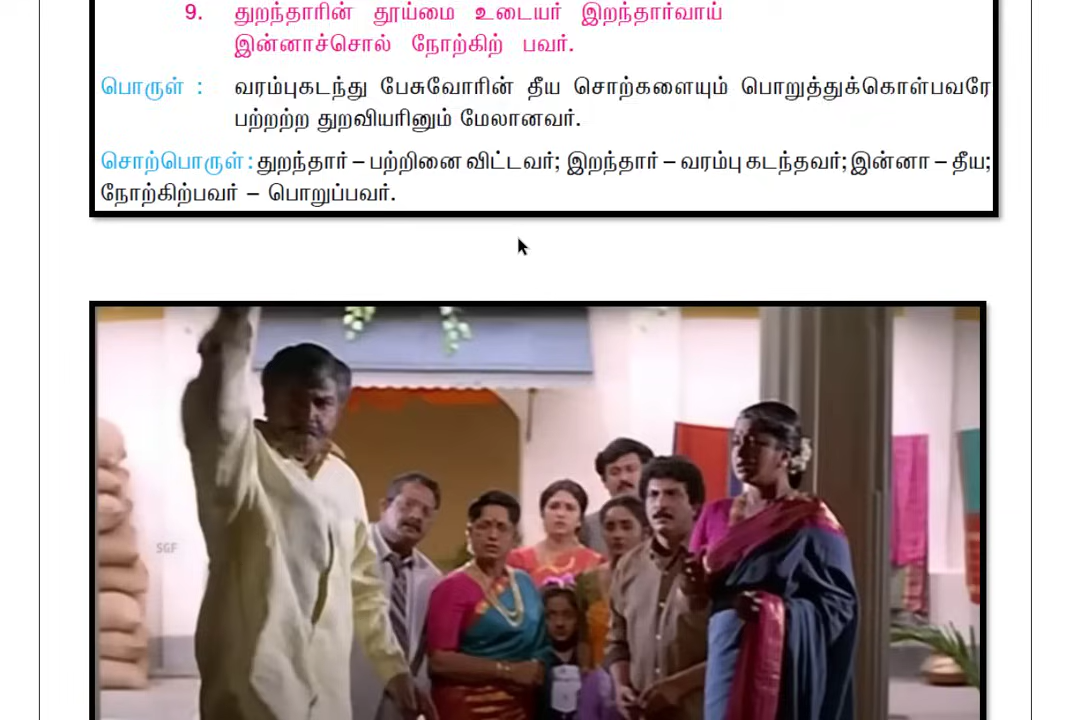 9. துறந்தாரின் தூய்மை உடையர் இறந்தார்வாய்
இன்னாச்சொல் நோற்கிற் பவர்.
பொருள் : வரம்புகடந்து பேசுவோரின் தீய சொற்களையும் பொறுத்துக்கொள்பவரே
பற்றற்ற துறவியரினும் மேலானவர்.
சொற்பொருள் : துறந்தார் – பற்றினை விட்டவர்; இறந்தார் – வரம்பு கடந்தவர்; இன்னா – தீய;
நோற்கிற்பவர் – பொறுப்பவர்.
SGF